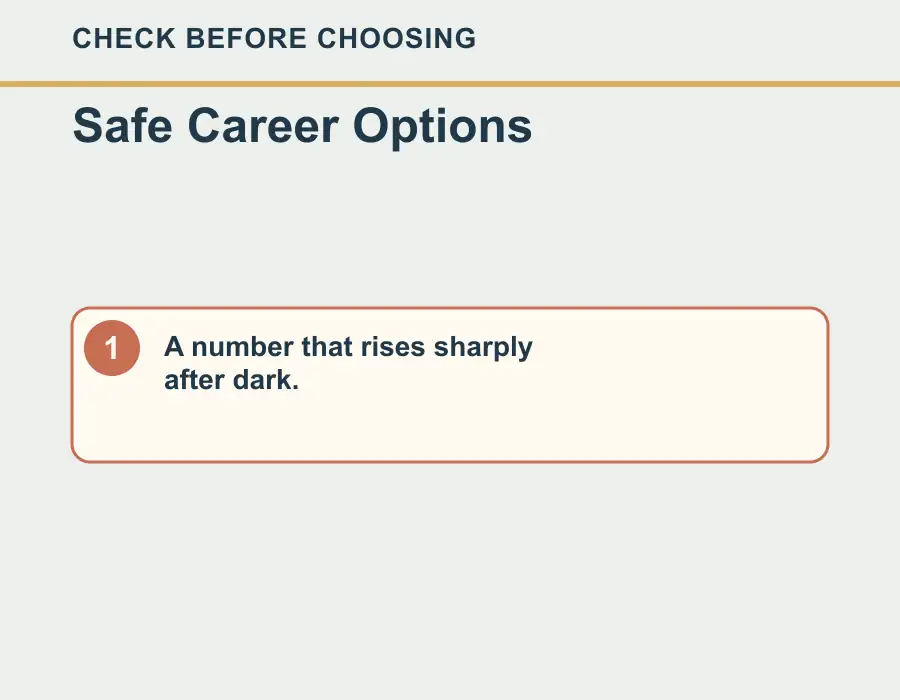 CHECK BEFORE CHOOSING
Safe Career Options
1
A number that rises sharply
after dark.